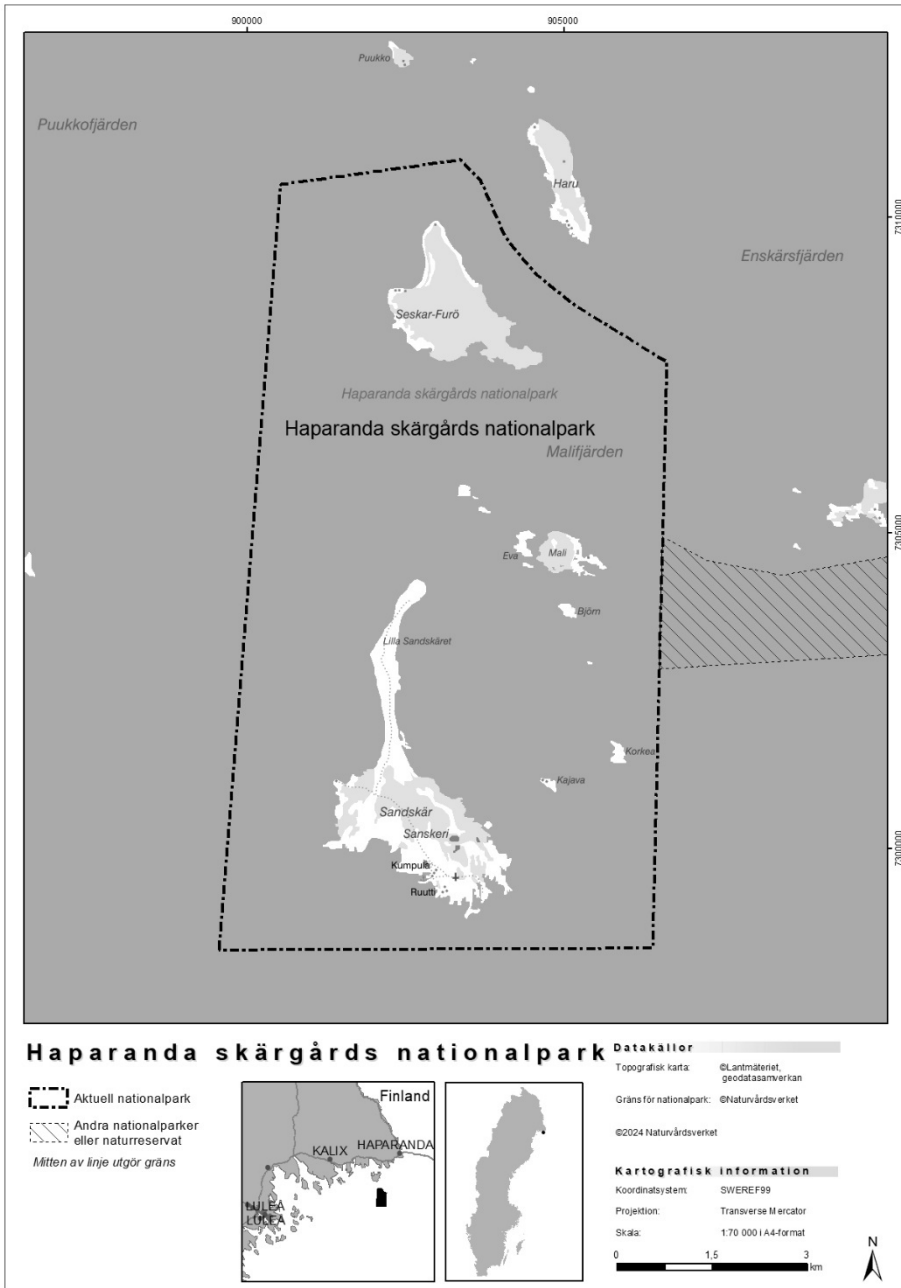 900000
905000
Puukko
Puukkofjärden
Haru
7310000
Enskärsfjärden
Seskar-Furö
Haparanda skärgårds nationalpark
Haparanda skärgårds nationalpark
Malifjärden
7305000
Eva
Mali
Björn
Lilla Sandskäret
Korkea
Kajava
Sandskär
Sanskeri
7300000
Kumpula
Ruutti
Haparanda skärgårds nationalpark
Aktuell nationalpark
Andra nationalparker
eller naturreservat
Mitten av linje utgör gräns
Finland
KALIX
HAPARANDA
LULEÅ
LULEÅ
Datakällor
Topografisk karta: ©Lantmäteriet,
geodatasamverkan
Gräns för nationalpark: ©Naturvårdsverket
©2024 Naturvårdsverket
Kartografisk information
Koordinatsystem: SWEREF99
Projektion: Transverse Mercator
Skala: 1:70 000 i A4-format
0 1,5 3
km
N